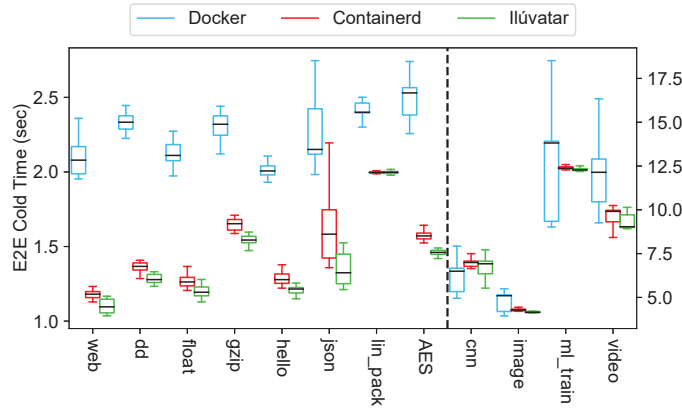 Docker Containerd Ilúvatar
E2E Cold Time (sec)
2.5
2.0
1.5
1.0
17.5
15.0
12.5
10.0
7.5
5.0
web
dd
float
gzip
hello
json
lin_pack
AES
cnn
image
ml_train
video